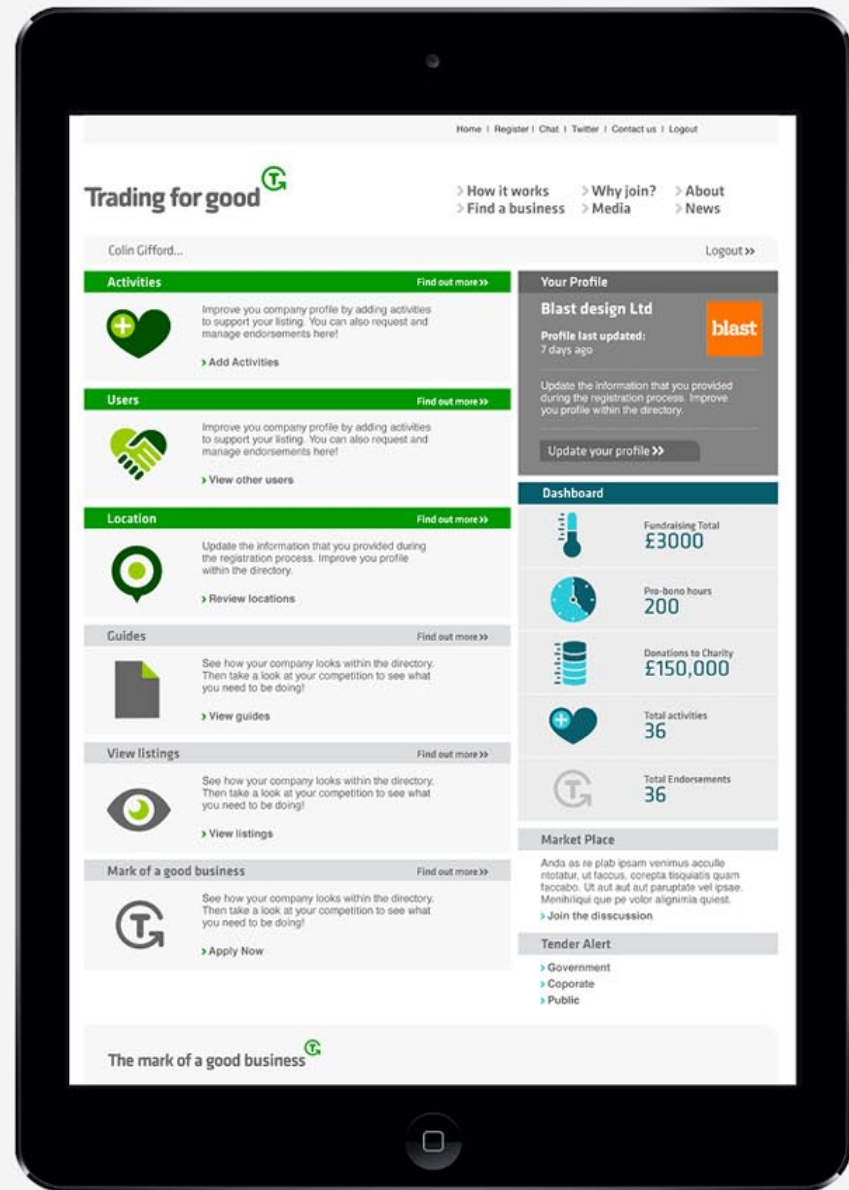 Home | Register | Chat | Twitter | Contact us | Logout
Trading for good T
> How it works > Why join? > About
> Find a business > Media > News
Colin Gifford...
Logout >>
Activities Find out more >>
Improve you company profile by adding activities
to support your listing. You can also request and
manage endorsements here!
> Add Activities
Users Find out more >>
Improve you company profile by adding activities
to support your listing. You can also request and
manage endorsements here!
> View other users
Location Find out more >>
Update the information that you provided during
the registration process. Improve you profile
within the directory.
> Review locations
Guides Find out more >>
See how your company looks within the directory.
Then take a look at your competition to see what
you need to be doing!
> View guides
View listings Find out more >>
See how your company looks within the directory.
Then take a look at your competition to see what
you need to be doing!
> View listings
Mark of a good business Find out more >>
T
See how your company looks within the directory.
Then take a look at your competition to see what
you need to be doing!
> Apply Now
Your Profile
Blast design Ltd
blast
Profile last updated:
7 days ago
Update the information that you provided
during the registration process. Improve
you profile within the directory.
Update your profile >>
Dashboard
Fundraising Total
£3000
Pro-bono hours
200
Donations to Charity
£150,000
Total activities
36
T
Total Endorsements
36
Market Place
Anda as re plab ipsam venimus acculle
ntotatur, ut faccus, corepta tisquiatis quam
faccabo. Ut aut aut aut paruptate vel ipsae.
Menihiliqui que pe volor alignimia quiest.
> Join the disscussion
Tender Alert
> Government
> Coporate
> Public
The mark of a good business T